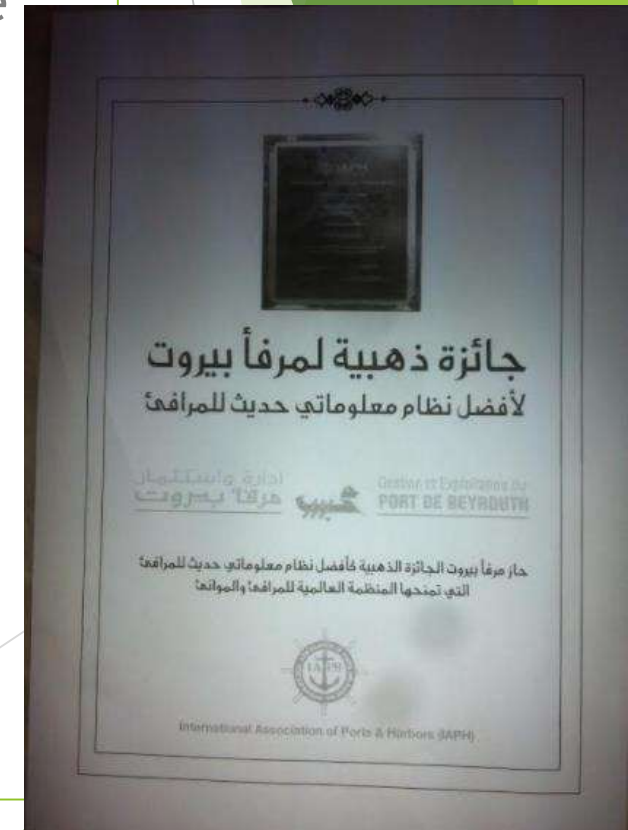 IAPH
جائزة ذهبية لمرفأ بيروت
لأفضل نظام معلوماتي حديث للمرافئ
ادارة واستثمار
مرفأ بيروت
Gestion et Exploitation du
PORT DE BEYROUTH
حاز مرفأ بيروت الجائزة الذهبية كأفضل نظام معلوماتي حديث للمرافئ
التي تمنحها المنظمة العالمية للمرافئ والموانئ
IAPH
International Association of Ports & Harbors (IAPH)